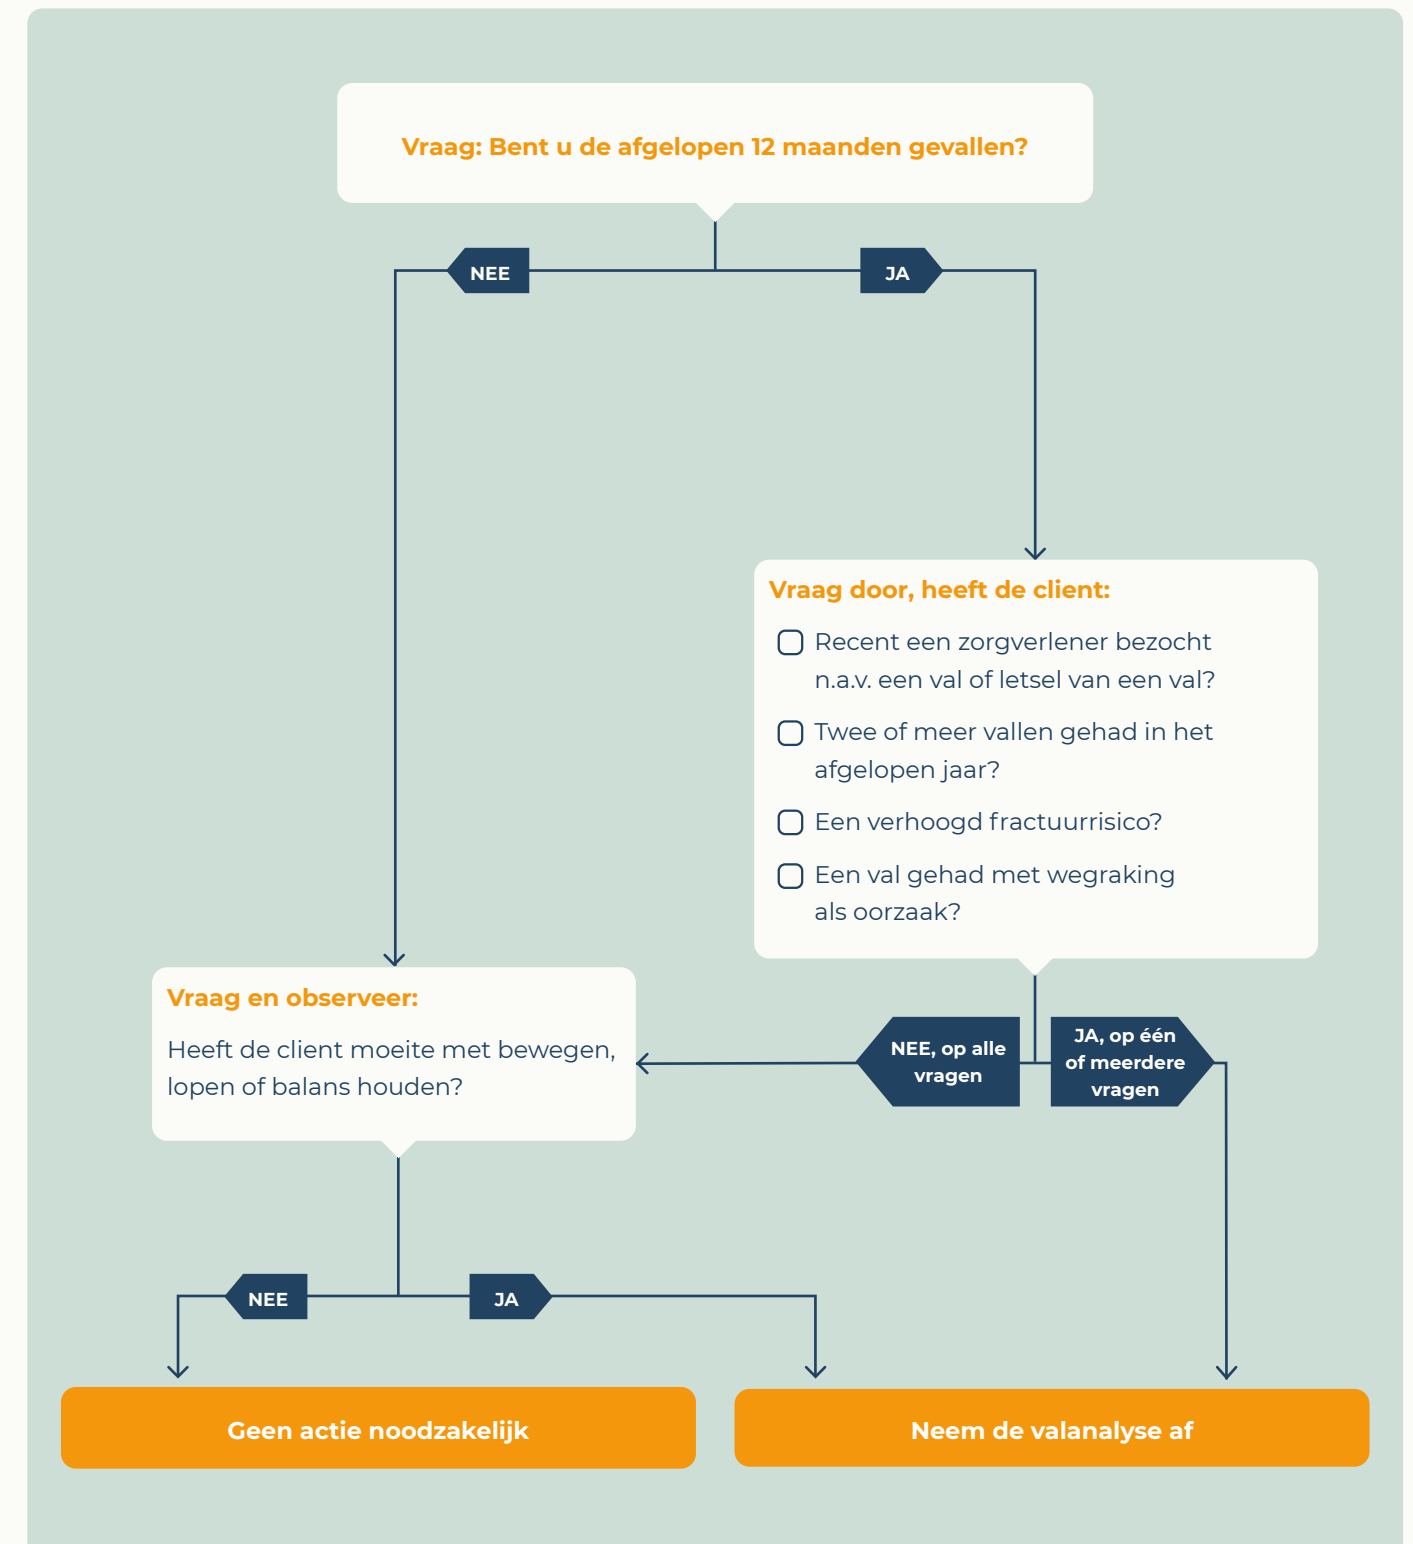 Vraag: Bent u de afgelopen 12 maanden gevallen?
NEE
JA
Vraag door, heeft de client:
Recent een zorgverlener bezocht
n.a.v. een val of letsel van een val?
Twee of meer vallen gehad in het
afgelopen jaar?
Een verhoogd fractuurrisico?
Een val gehad met wegraking
als oorzaak?
Vraag en observeer:
Heeft de client moeite met bewegen,
lopen of balans houden?
NEE, op alle
vragen
JA, op één
of meerdere
vragen
NEE
JA
Geen actie noodzakelijk
Neem de valanalyse af